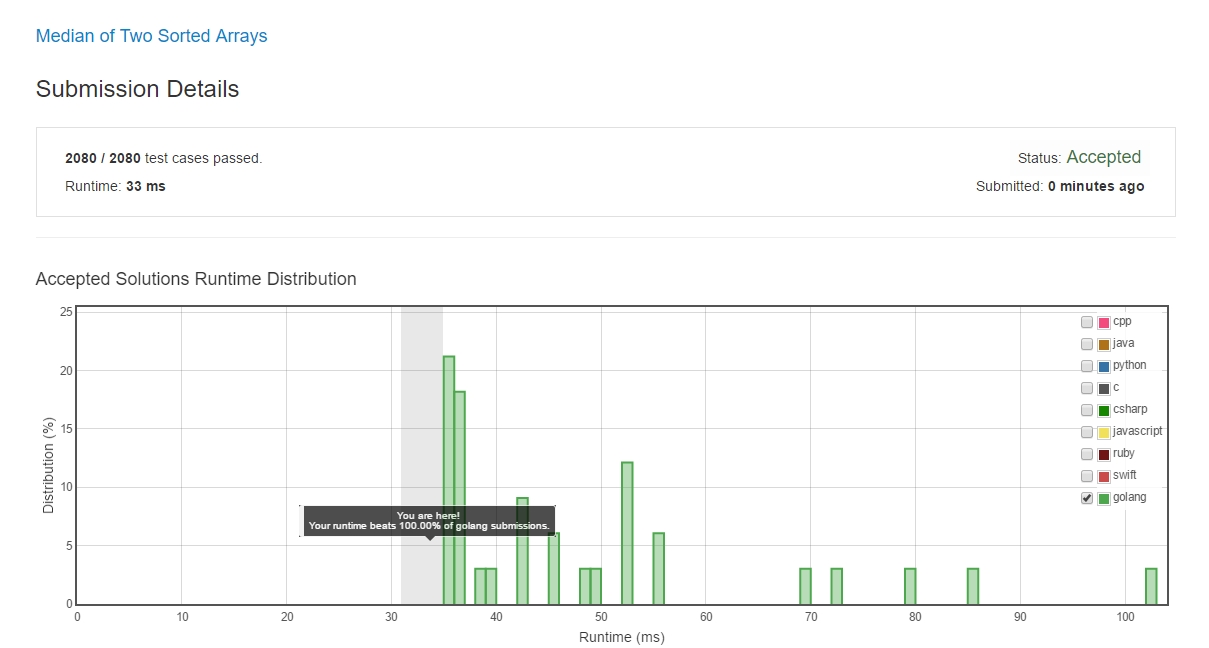 Median of Two Sorted Arrays
Submission Details
2080 / 2080 test cases passed.
Status: Accepted
Runtime: 33 ms
Submitted: 0 minutes ago
Accepted Solutions Runtime Distribution
25
20
15
10
5
0
Distribution (%)
You are here!
Your runtime beats 100.00% of golang submissions.
cpp
java
python
c
csharp
javascript
ruby
swift
golang
0 10 20 30 40 50 60 70 80 90 100
Runtime (ms)